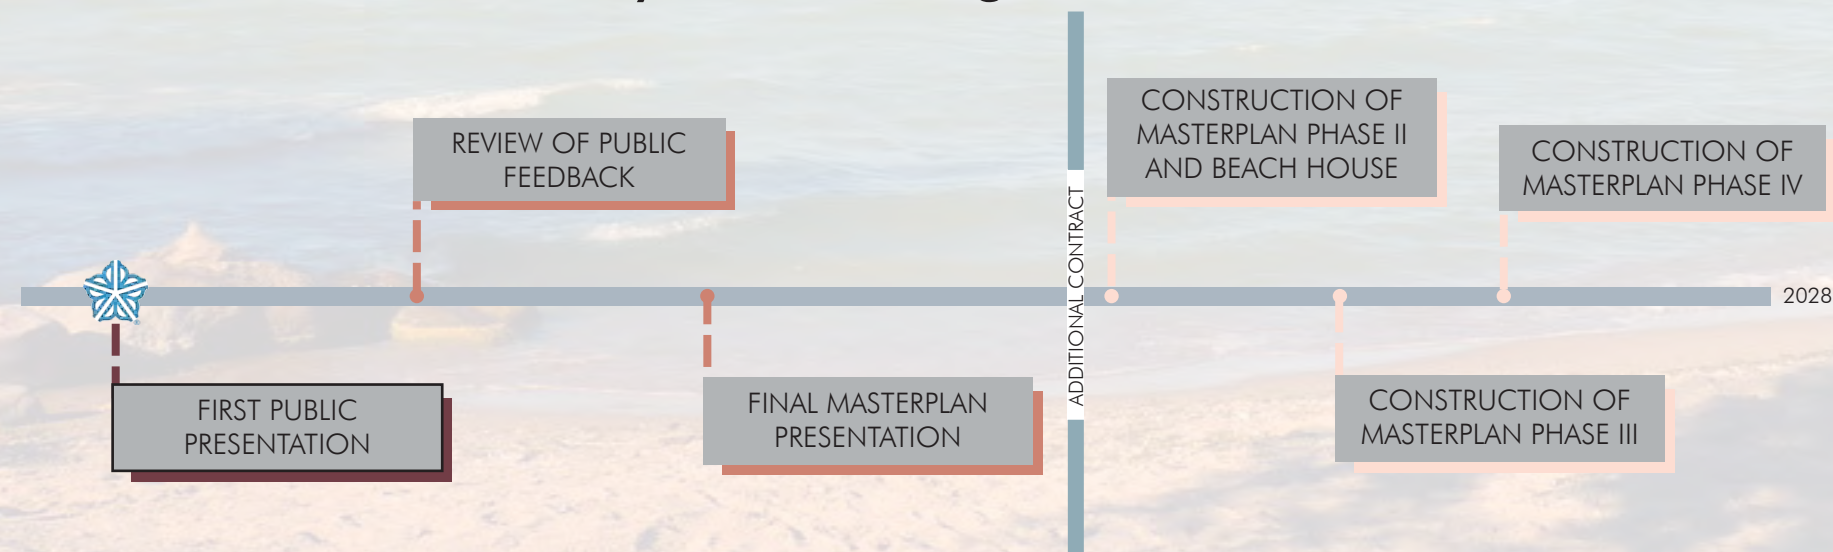 REVIEW OF PUBLIC
FEEDBACK
CONSTRUCTION OF
MASTERPLAN PHASE II
AND BEACH HOUSE
CONSTRUCTION OF
MASTERPLAN PHASE IV
ADDITIONAL CONTRACT
2028
FIRST PUBLIC
PRESENTATION
FINAL MASTERPLAN
PRESENTATION
CONSTRUCTION OF
MASTERPLAN PHASE III